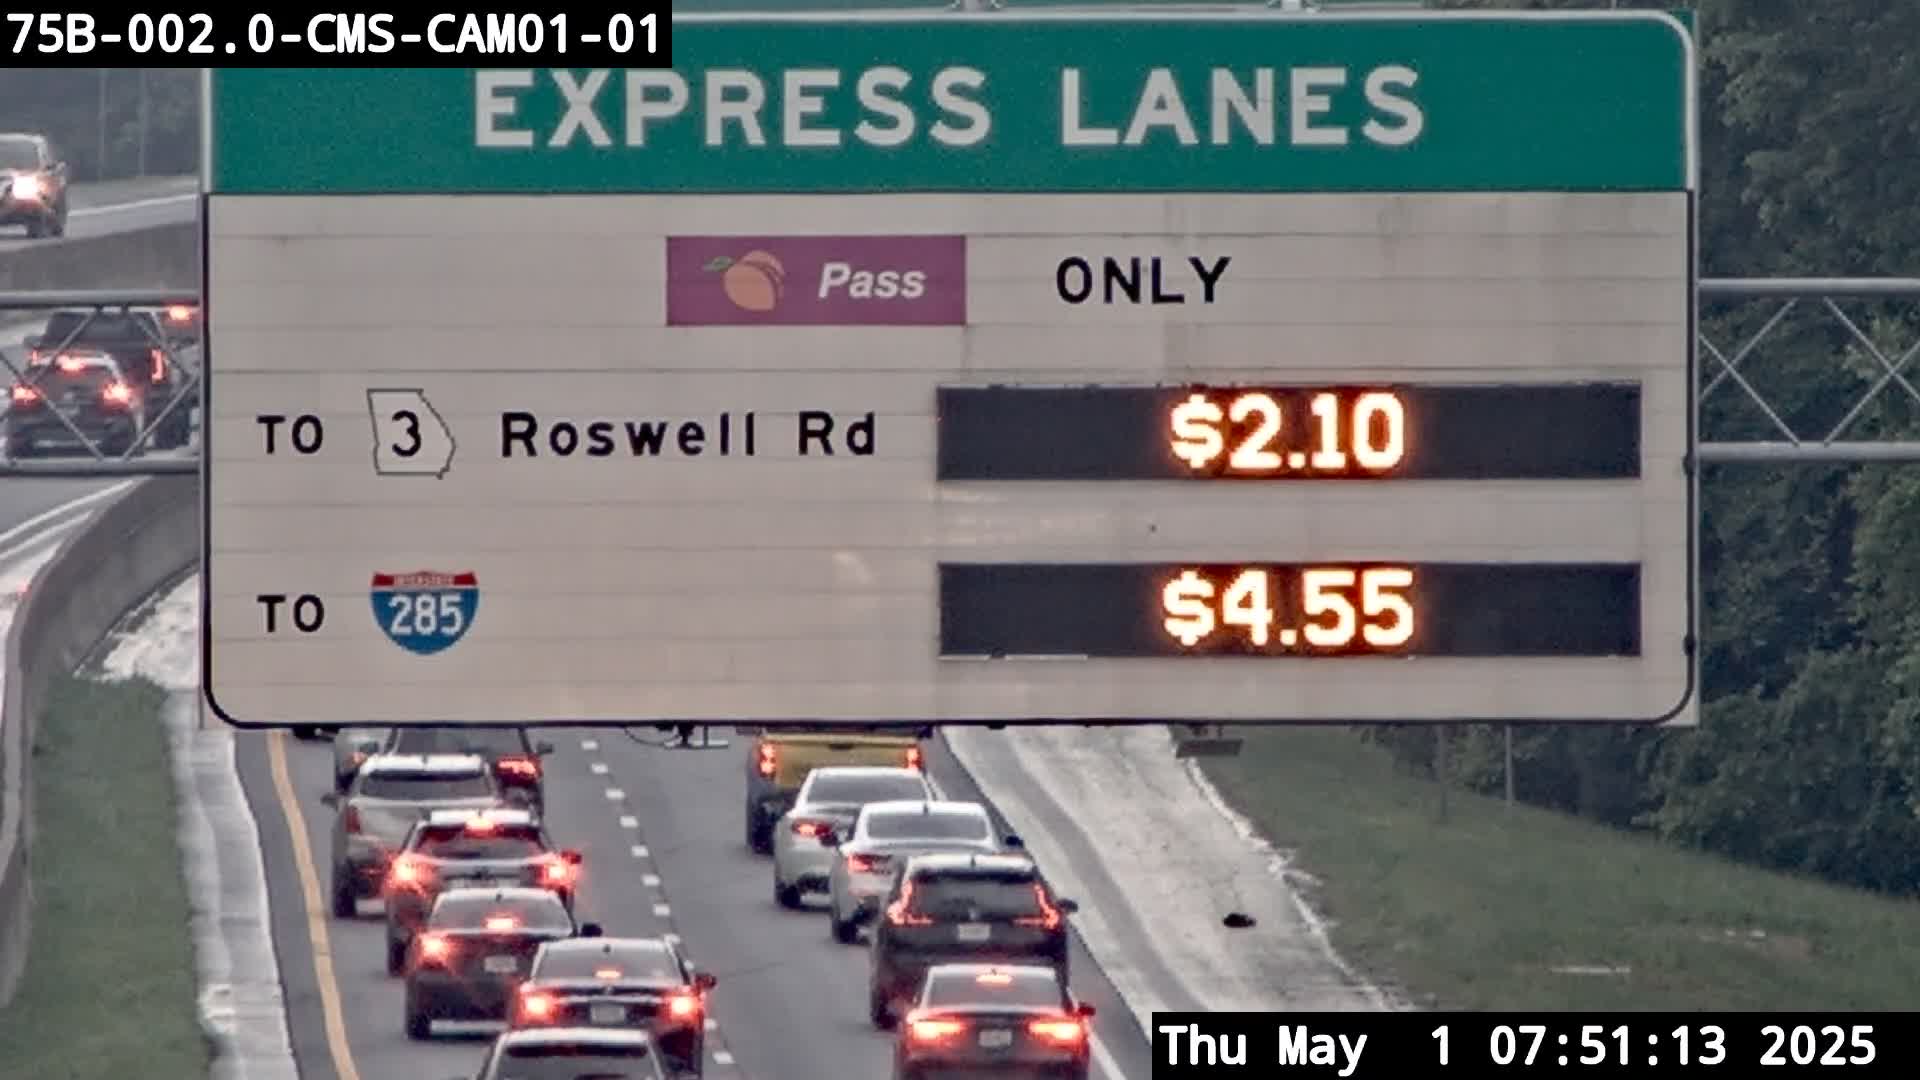 75B-002.0-CMS-CAM01-01
EXPRESS LANES
Pass ONLY
TO 3 Roswell Rd $2.10
TO INTERSTATE 285 $4.55
Thu May 1 07:51:13 2025